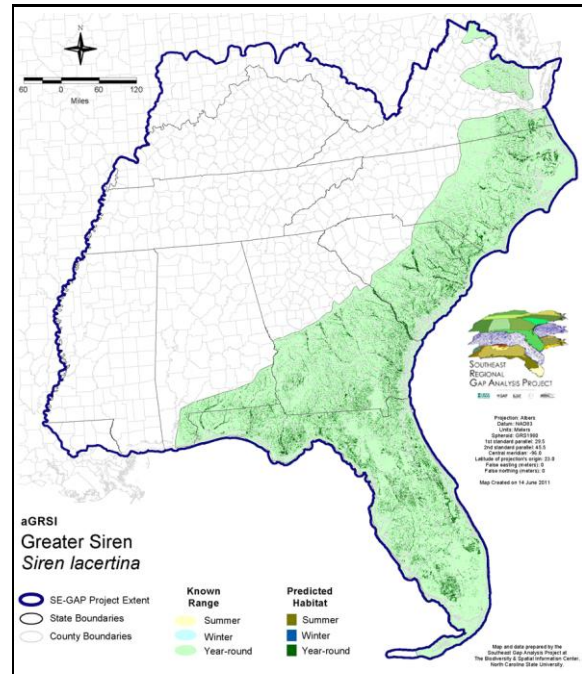 N
60 0 60 120
Miles
SOUTHEAST
REGIONAL
GAP ANALYSIS PROJECT
USGS
Projection: Albers
Datum: NAD83
Units: Meters
Spheroid: GRS1980
1st standard parallel: 29.5
2nd standard parallel: 45.5
Central meridian: -96.0
Latitude of projection's origin: 23.0
False easting (meters): 0
False northing (meters): 0
Map Created on 14 June 2011
aGRSI
Greater Siren
Siren lacertina
SE-GAP Project Extent
State Boundaries
County Boundaries
Known
Range
Summer
Winter
Year-round
Predicted
Habitat
Summer
Winter
Year-round
Map and data prepared by the
Southeast Gap Analysis Project at
The Biodiversity & Spatial Information Center,
North Carolina State University.